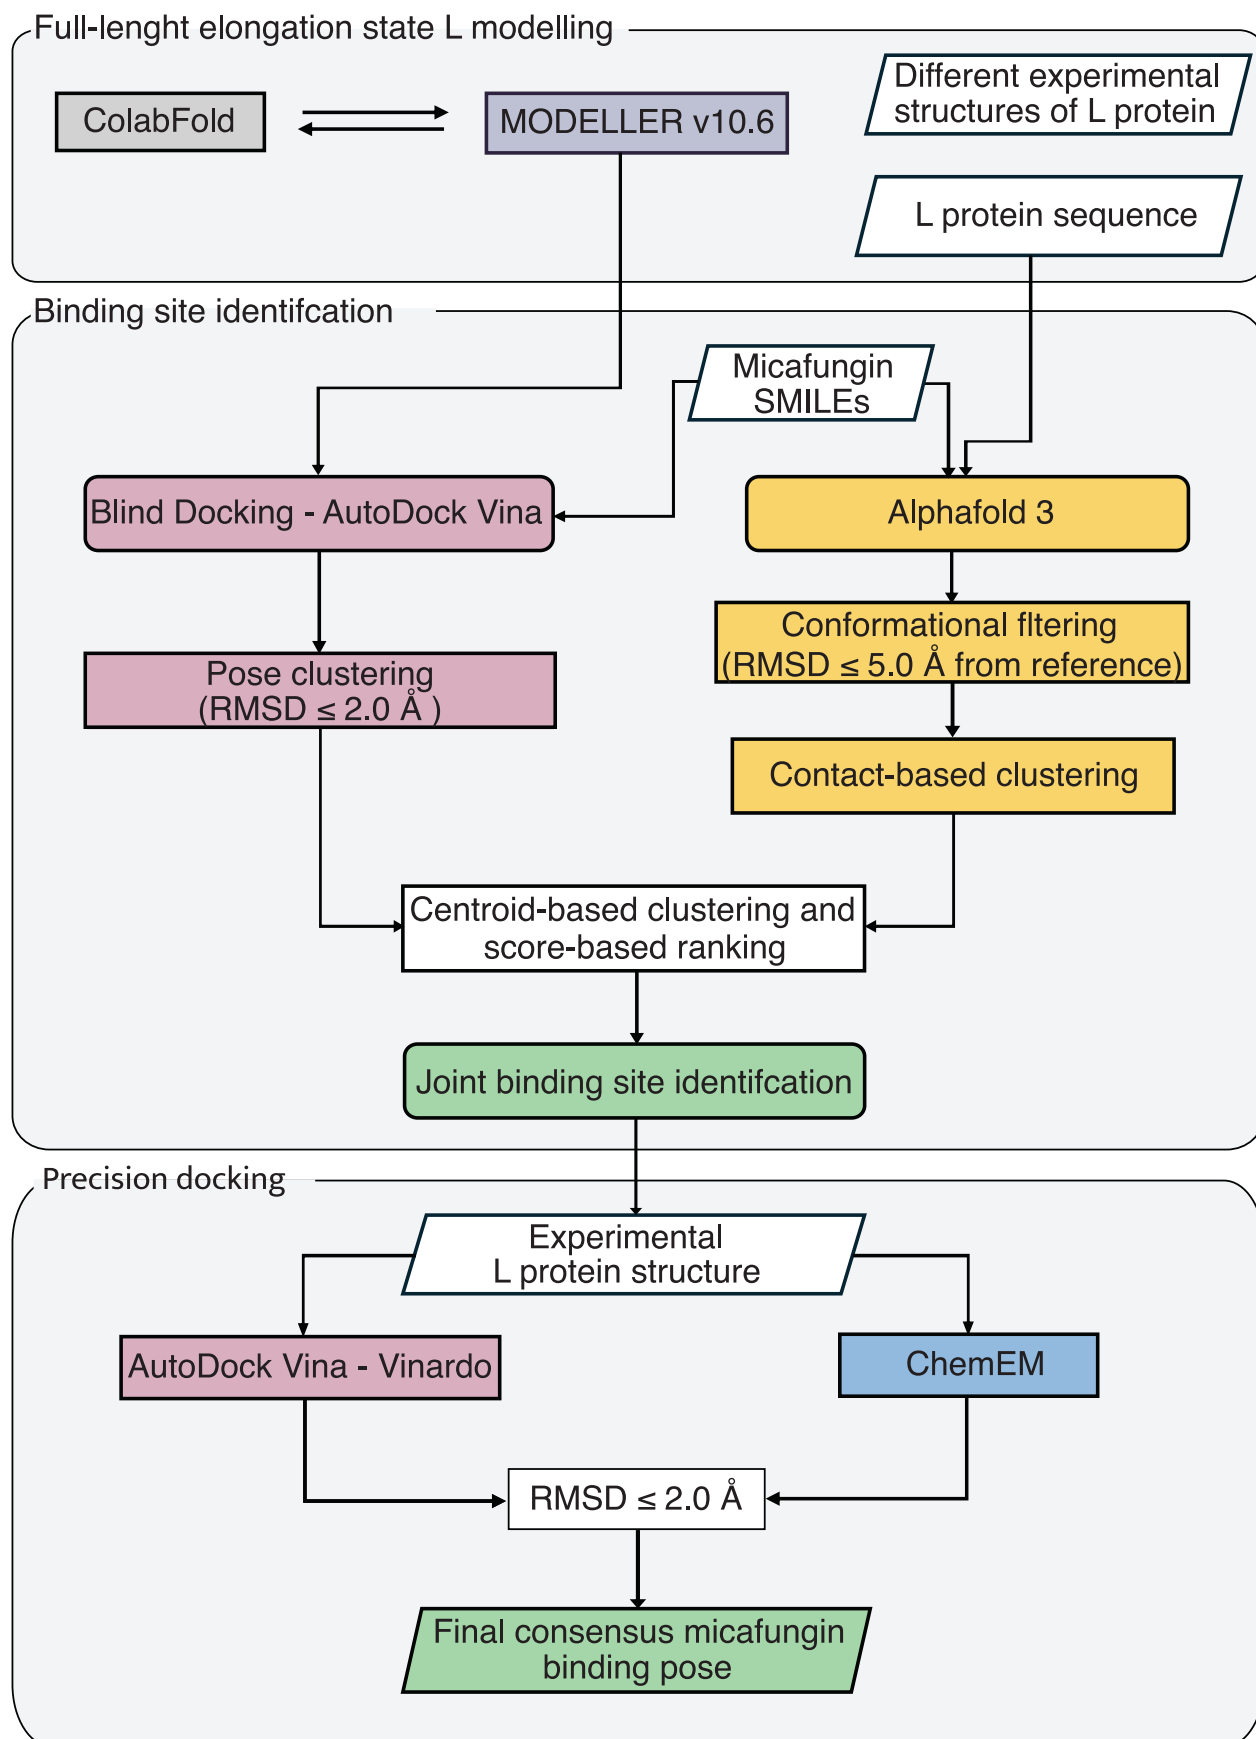 Full-lenght elongation state L modelling
Different experimental
structures of L protein
ColabFold
MODELLER v10.6
L protein sequence
Binding site identifcation
Micafungin
SMILEs
Blind Docking - AutoDock Vina
Alphafold 3
Conformational fltering
(RMSD ≤ 5.0 Å from reference)
Pose clustering
(RMSD ≤ 2.0 Å )
Contact-based clustering
Centroid-based clustering and
score-based ranking
Joint binding site identifcation
Precision docking
Experimental
L protein structure
AutoDock Vina - Vinardo
ChemEM
RMSD ≤ 2.0 Å
Final consensus micafungin
binding pose